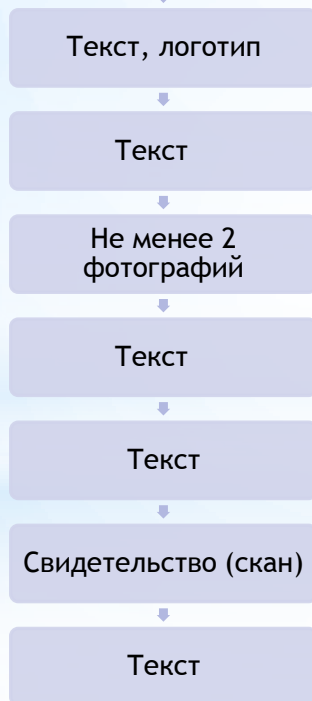 Текст, логотип
Текст
Не менее 2
фотографий
Текст
Текст
Свидетельство (скан)
Текст